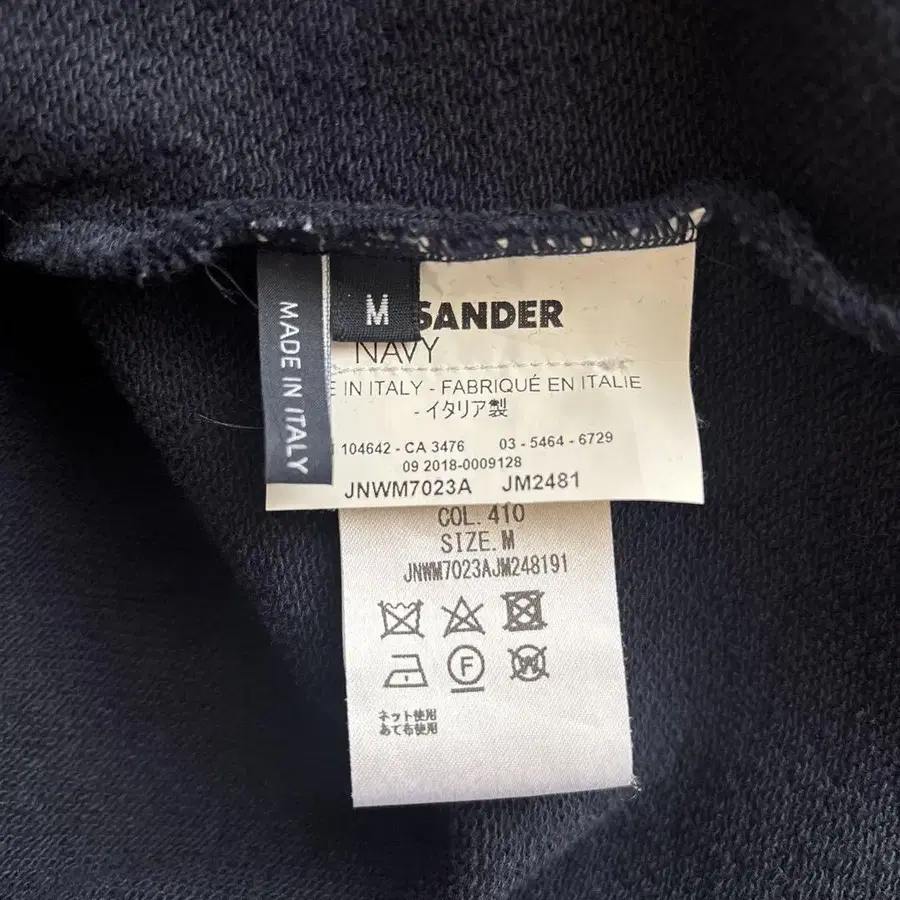 MADE IN ITALY
M
SANDER
NAVY
E IN ITALY - FABRIQUÉ EN ITALIE
- イタリア製
104642 - CA 3476 03 - 5464 - 6729
09 2018-0009128
JNWM7023A JM2481
COL. 410
SIZE. M
JNWM7023AJM248191
F
W
ネット使用
あて布使用